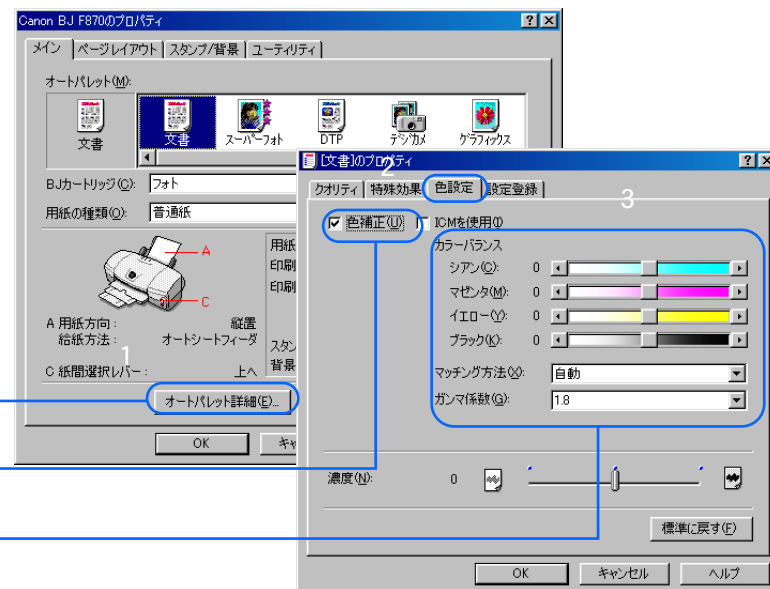 Canon BJ F870のプロパティ
メイン ページレイアウト スタンプ/背景 ユーティリティ
オートパレット(M):
文書 文書 スーパーフォト DTP デジカメ グラフィックス
BJカートリッジ(C): フォト
用紙の種類(O): 普通紙
A
C
用紙
印刷
印刷
A 用紙方向: 縦置
給紙方法: オートシートフィーダ
1
スタン
背景
C 紙間選択レバー: 上へ
オートパレット詳細(E)...
OK キャ
[文書]のプロパティ
2
クオリティ 特殊効果 色設定 設定登録
3
色補正(U) ICMを使用(I)
カラーバランス
シアン(C): 0
マゼンタ(M): 0
イエロー(Y): 0
ブラック(K): 0
マッチング方法(X): 自動
ガンマ係数(G): 1.8
濃度(N): 0
標準に戻す(F)
OK キャンセル ヘルプ